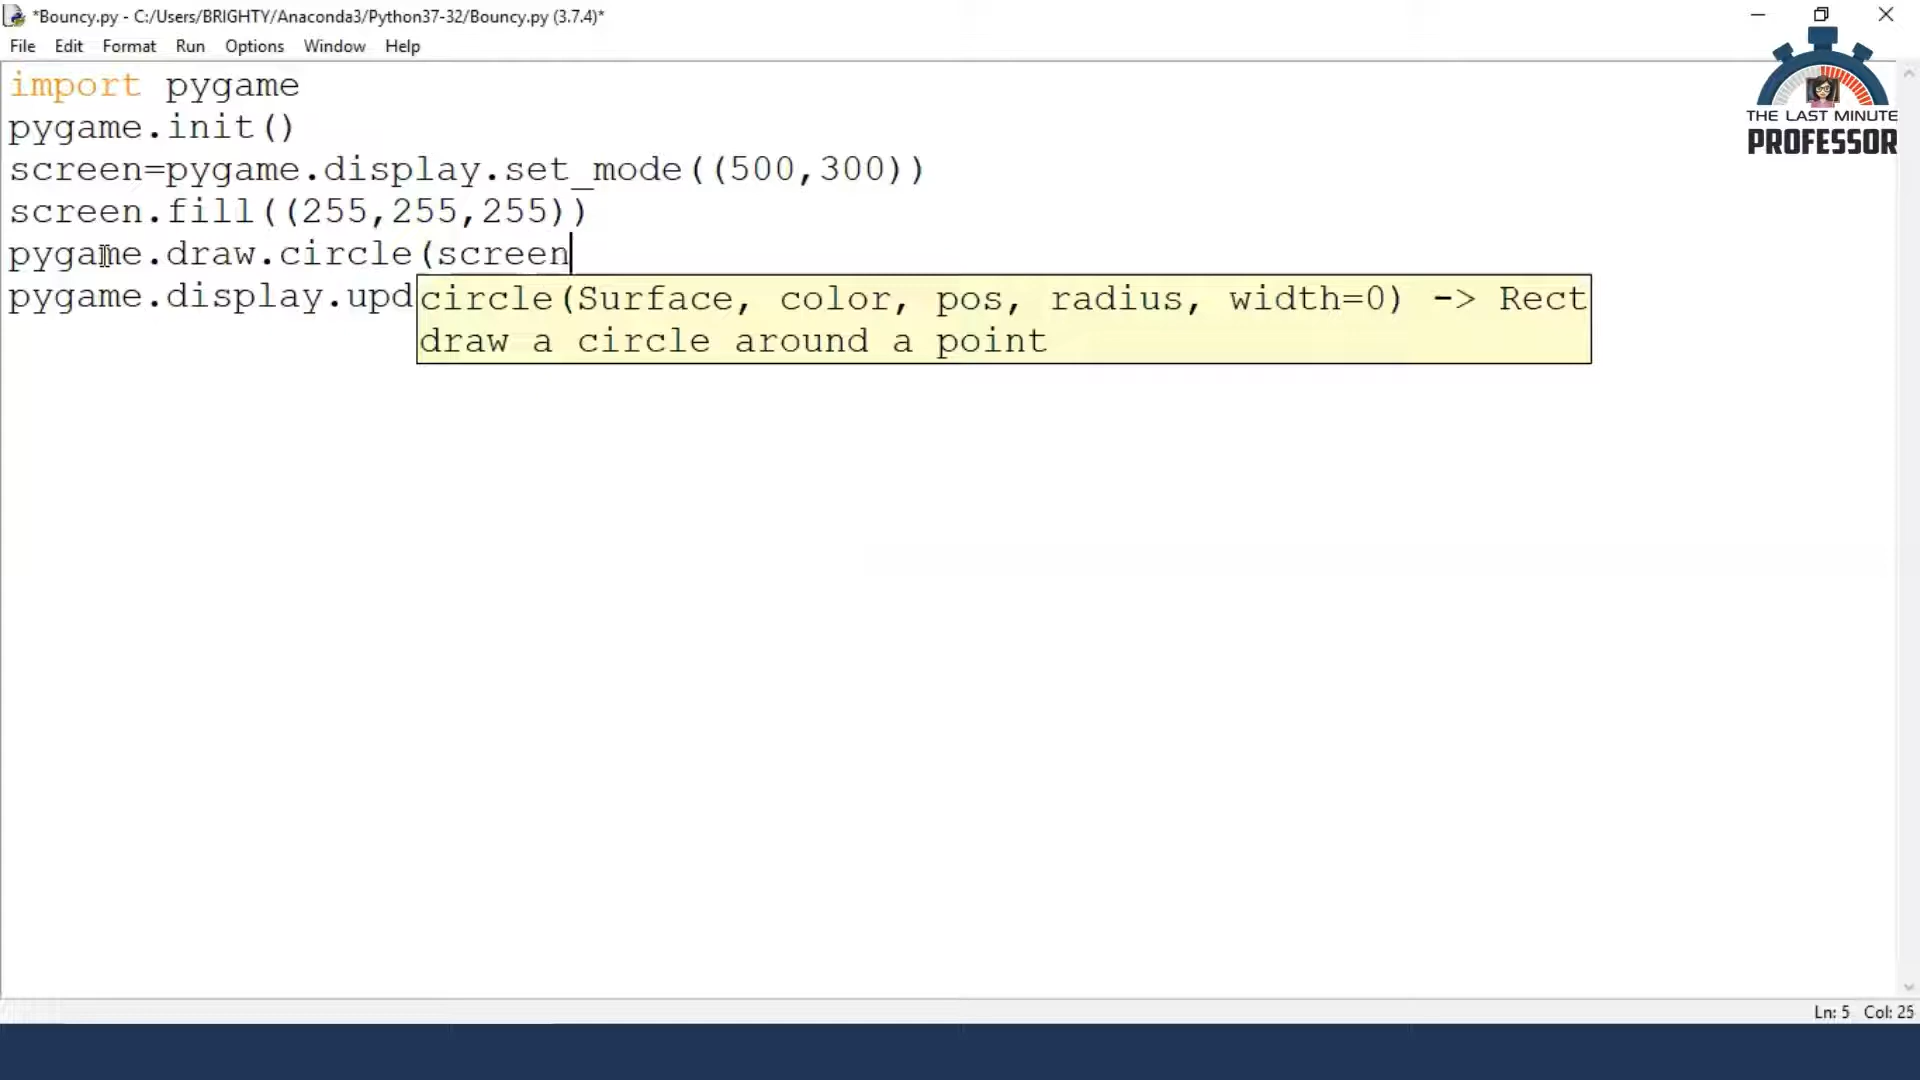 *Bouncy.py - C:/Users/BRIGHTY/Anaconda3/Python37-32/Bouncy.py (3.7.4)*
File Edit Format Run Options Window Help
import pygame
pygame.init()
screen=pygame.display.set_mode((500,300))
screen.fill((255,255,255))
pygame.draw.circle(screen
pygame.display.upd
circle(Surface, color, pos, radius, width=0) -> Rect
draw a circle around a point
THE LAST MINUTE
PROFESSOR
Ln: 5 Col: 25